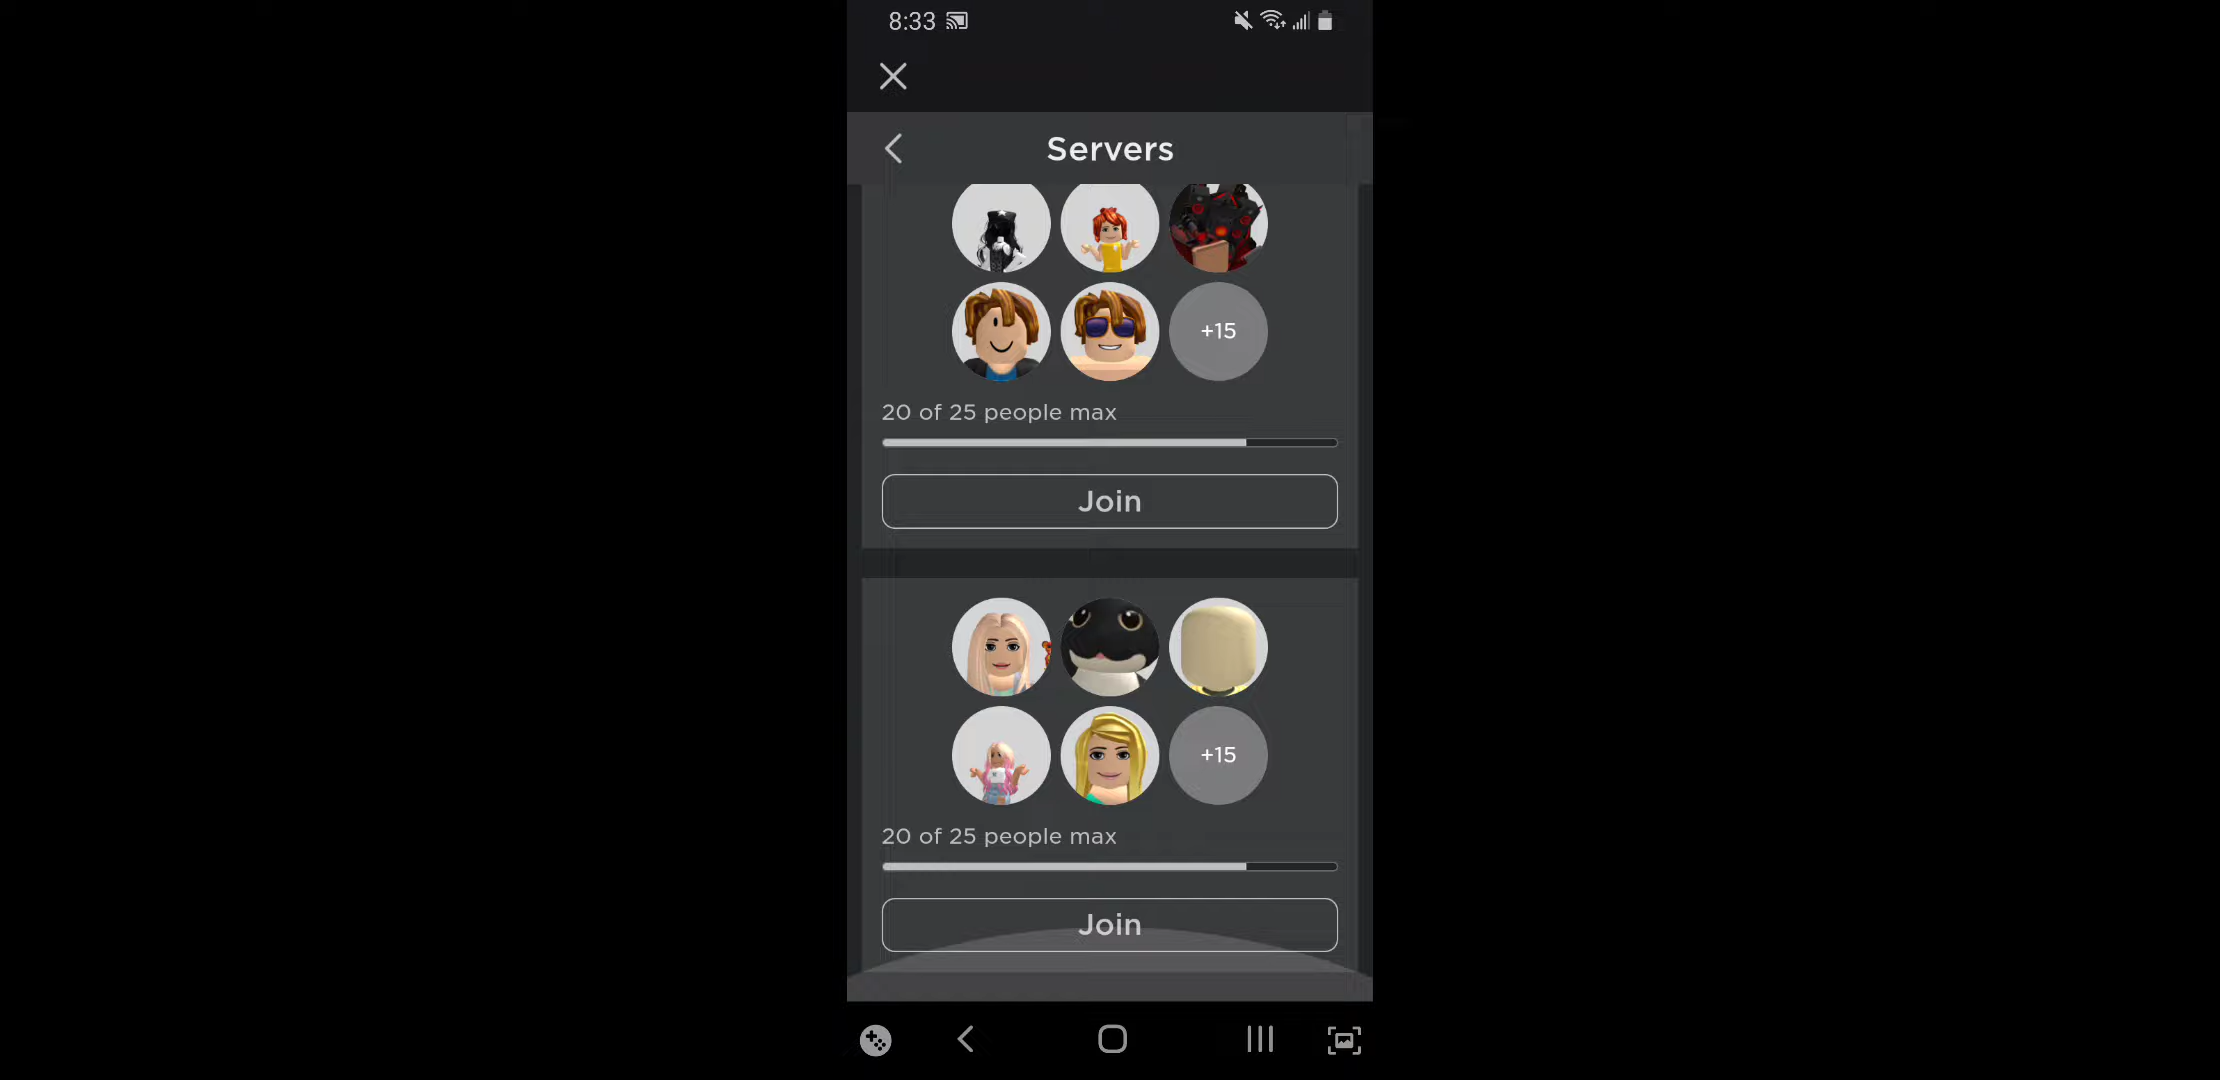 8:33
Servers
+15
20 of 25 people max
Join
+15
20 of 25 people max
Join